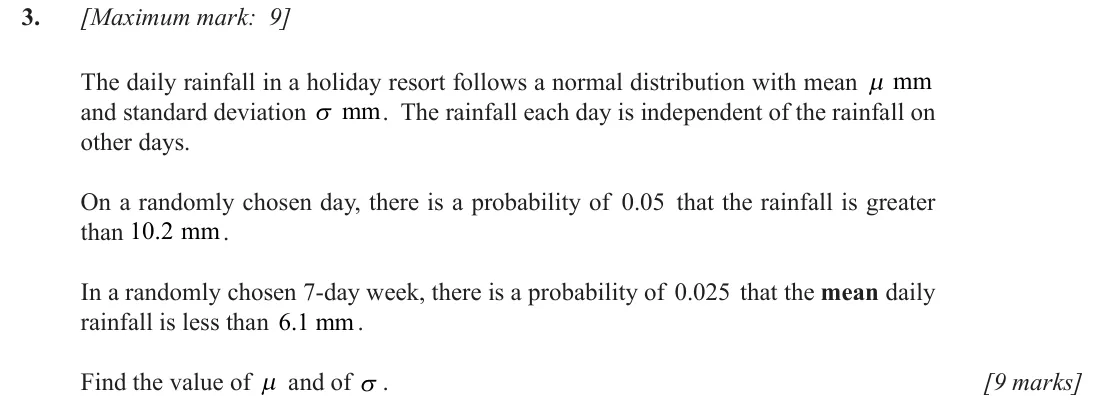 3. [Maximum mark: 9]
The daily rainfall in a holiday resort follows a normal distribution with mean μ mm
and standard deviation σ mm. The rainfall each day is independent of the rainfall on
other days.
On a randomly chosen day, there is a probability of 0.05 that the rainfall is greater
than 10.2 mm.
In a randomly chosen 7-day week, there is a probability of 0.025 that the mean daily
rainfall is less than 6.1 mm.
Find the value of μ and of σ. [9 marks]